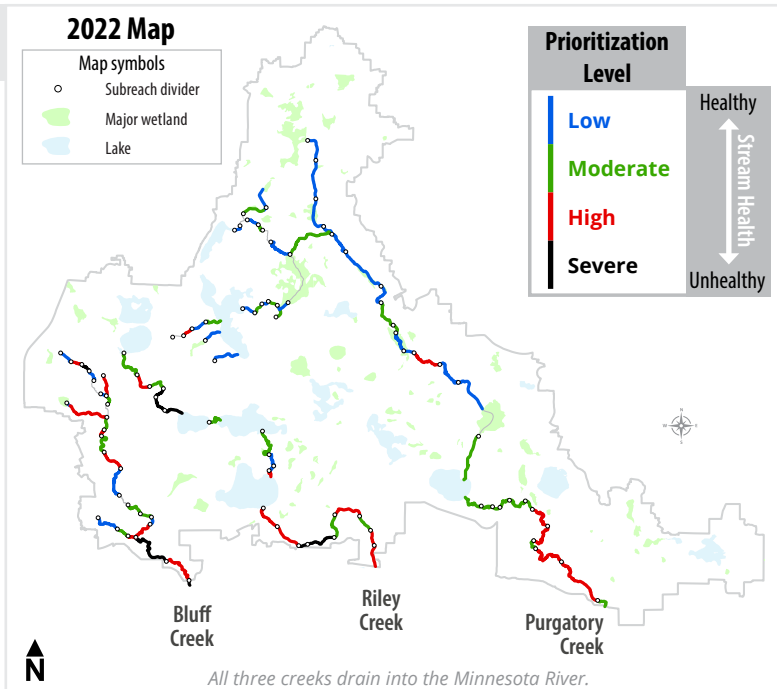 2022 Map
Map symbols
Subreach divider
Major wetland
Lake
Prioritization
Level
Low
Moderate
High
Severe
Healthy
Stream Health
Unhealthy
Bluff
Creek
Riley
Creek
Purgatory
Creek
N
All three creeks drain into the Minnesota River.